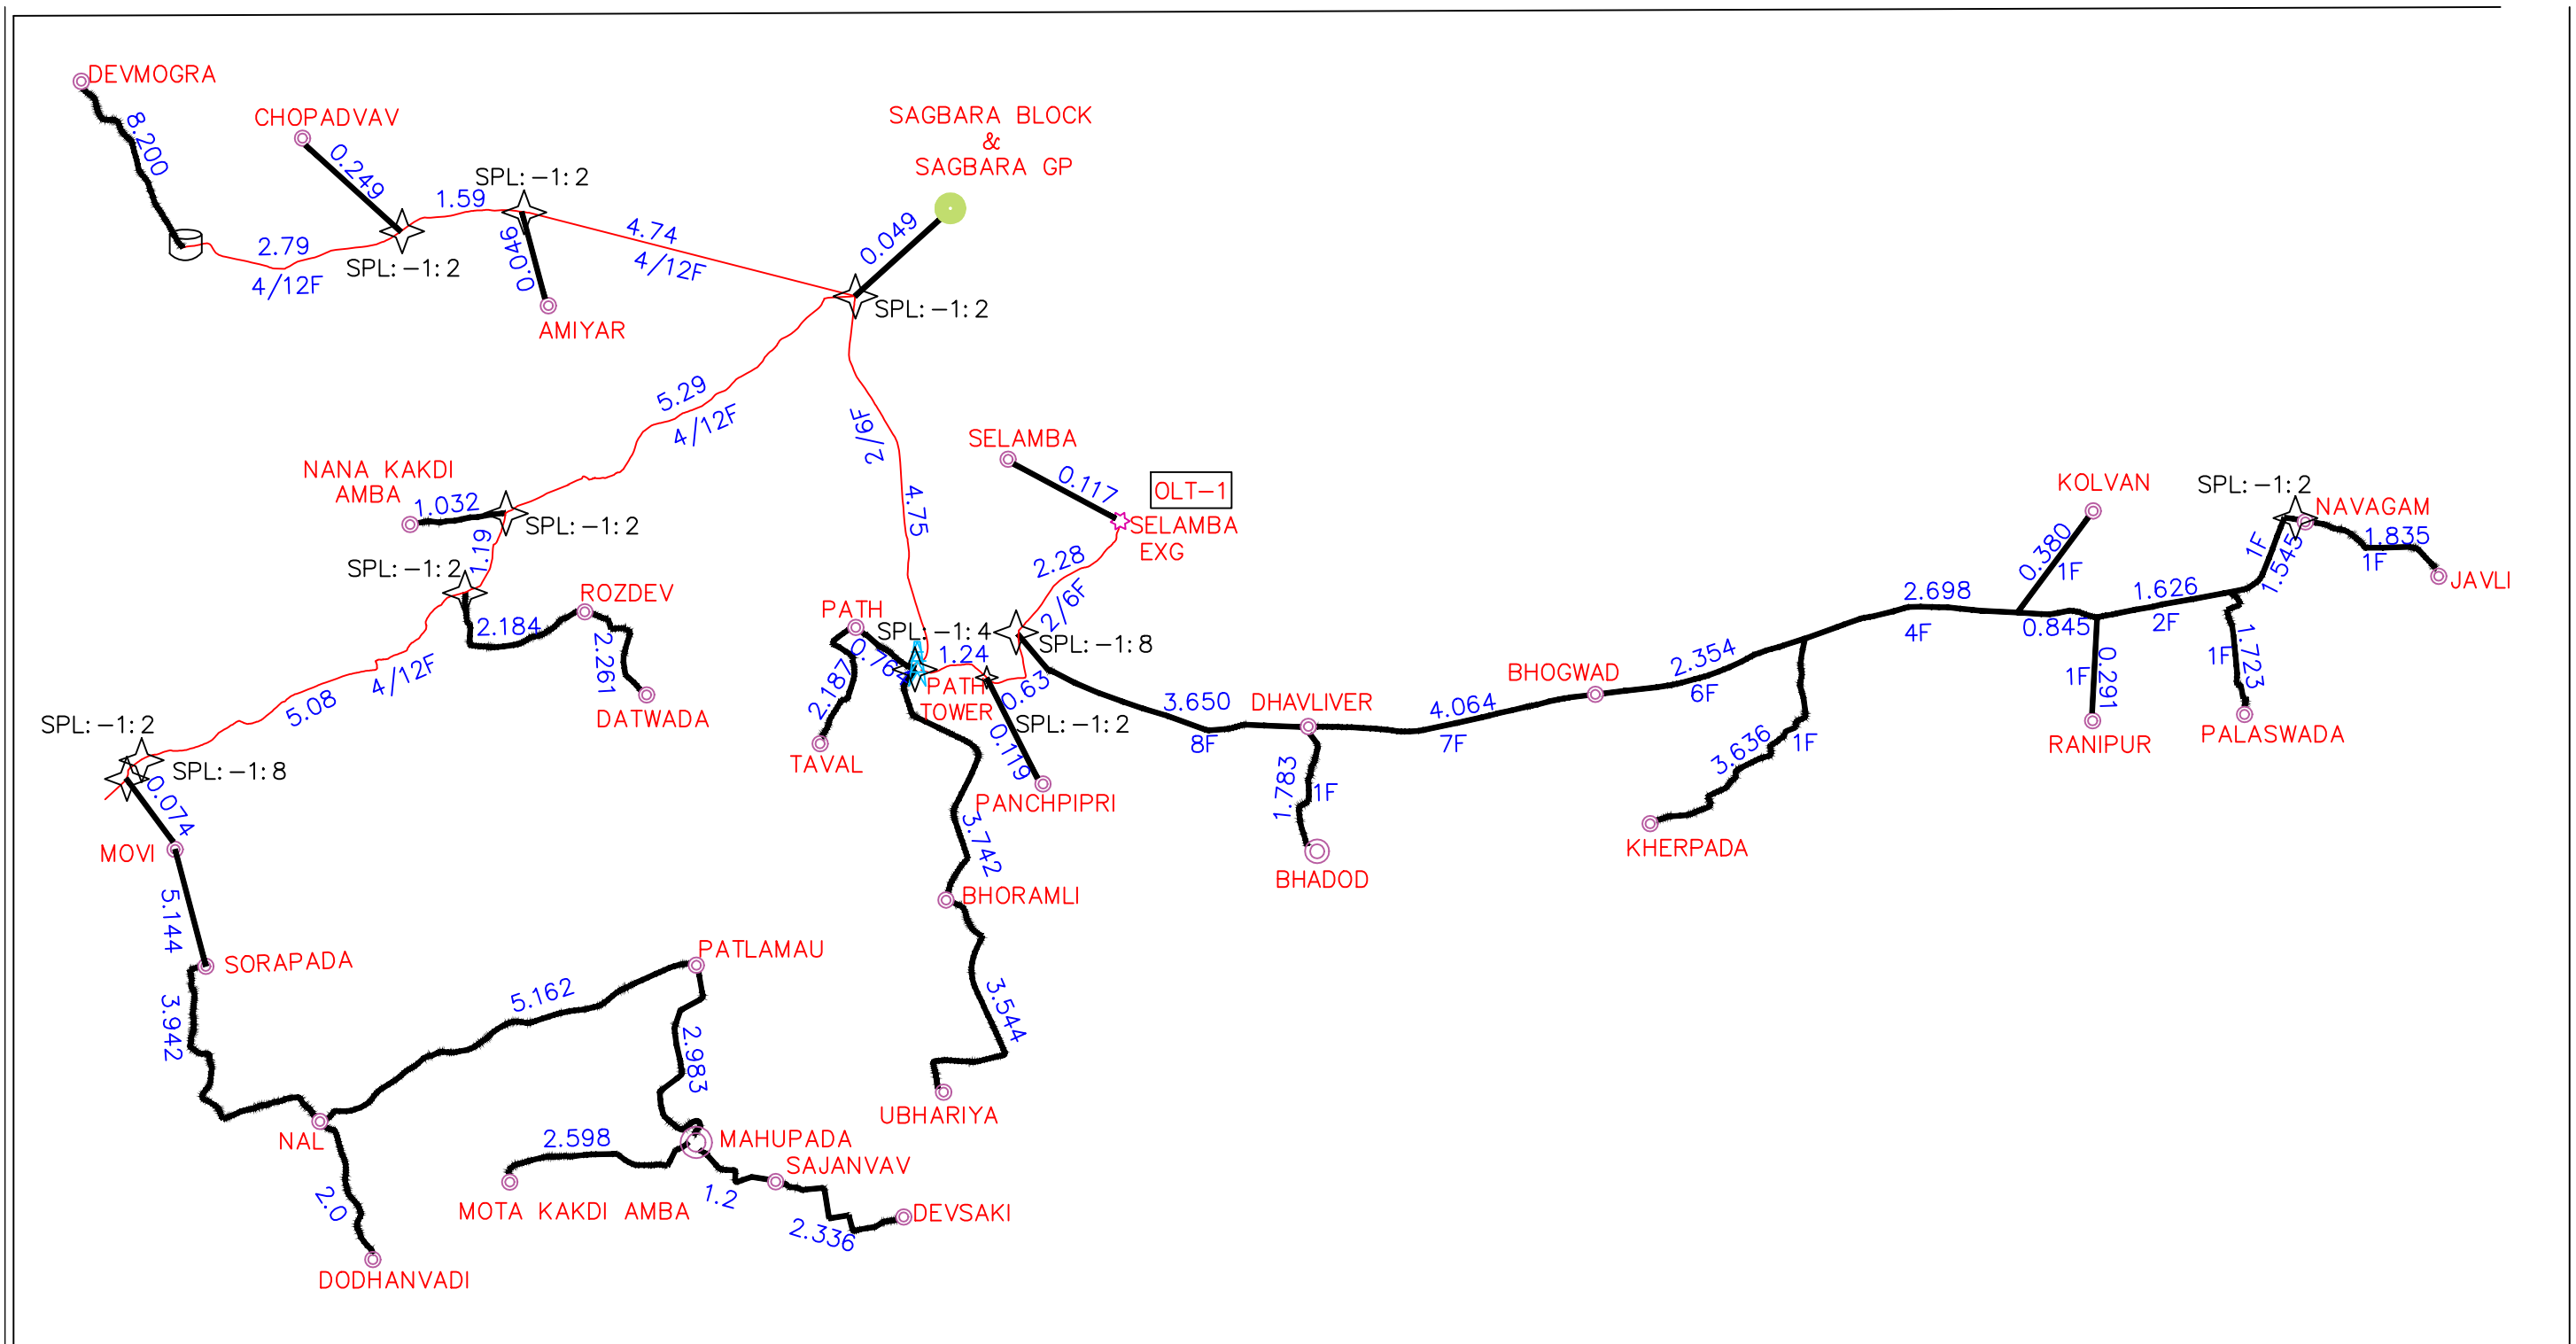 DEVMOGRA
CHOPADVAV
SAGBARA BLOCK
&
SAGBARA GP
8.200
0.249
1.59
SPL:-1:2
4.74
4/12F
0.049
2.79
4/12F
SPL:-1:2
0.046
AMIYAR
SPL:-1:2
5.29
4/12F
2/6F
4.75
SELAMBA
0.117
OLT-1
SELAMBA
EXG
NANA KAKDI
AMBA
1.032
SPL:-1:2
1.19
SPL:-1:2
ROZDEV
2.184
2.261
DATWADA
2.28
2/6F
PATH
SPL:-1:4
1.24
SPL:-1:8
0.764
2.187
TAVAL
PATH
TOWER
0.63
SPL:-1:2
0.119
PANCHPIPRI
5.08
4/12F
SPL:-1:2
SPL:-1:8
0.074
MOVI
5.144
SORAPADA
3.942
3.742
BHORAMLI
3.544
UBHARIYA
3.650
8F
DHAVLIVER
1.783
1F
BHADOD
4.064
7F
BHOGWAD
2.354
6F
3.636
1F
KHERPADA
2.698
4F
KOLVAN
0.380
1F
0.845
1F
0.291
RANIPUR
1.626
2F
1F
1.723
PALASWADA
SPL:-1:2
NAVAGAM
1F
1.545
1.835
1F
JAVLI
PATLAMAU
5.162
2.983
NAL
2.0
DODHANVADI
2.598
MOTA KAKDI AMBA
MAHUPADA
SAJANVAV
1.2
2.336
DEVSAKI